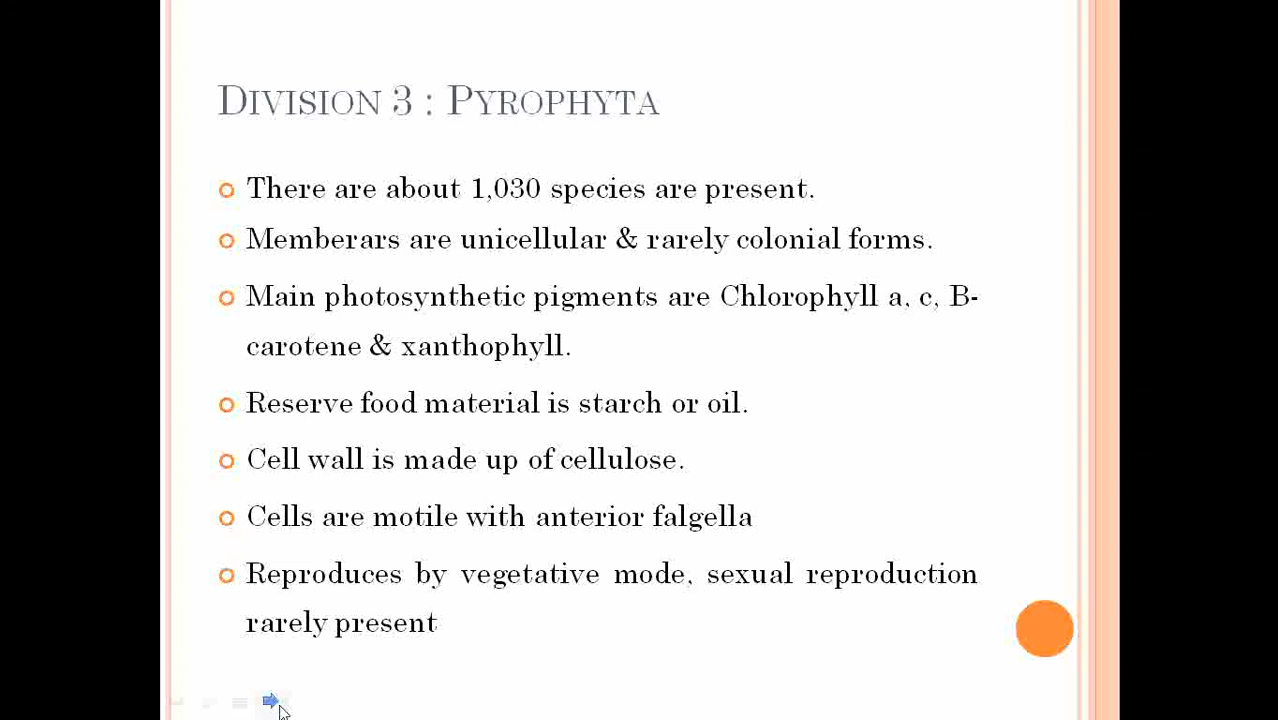 DIVISION 3 : PYROPHYTA
There are about 1,030 species are present.
Memberars are unicellular & rarely colonial forms.
Main photosynthetic pigments are Chlorophyll a, c, B-
carotene & xanthophyll.
Reserve food material is starch or oil.
Cell wall is made up of cellulose.
Cells are motile with anterior falgella
Reproduces by vegetative mode, sexual reproduction
rarely present